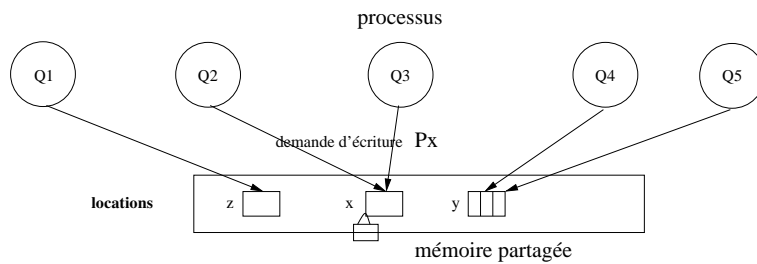 processus
Q1 Q2 Q3 Q4 Q5
demande d'écriture Px
locations z x y
mémoire partagée